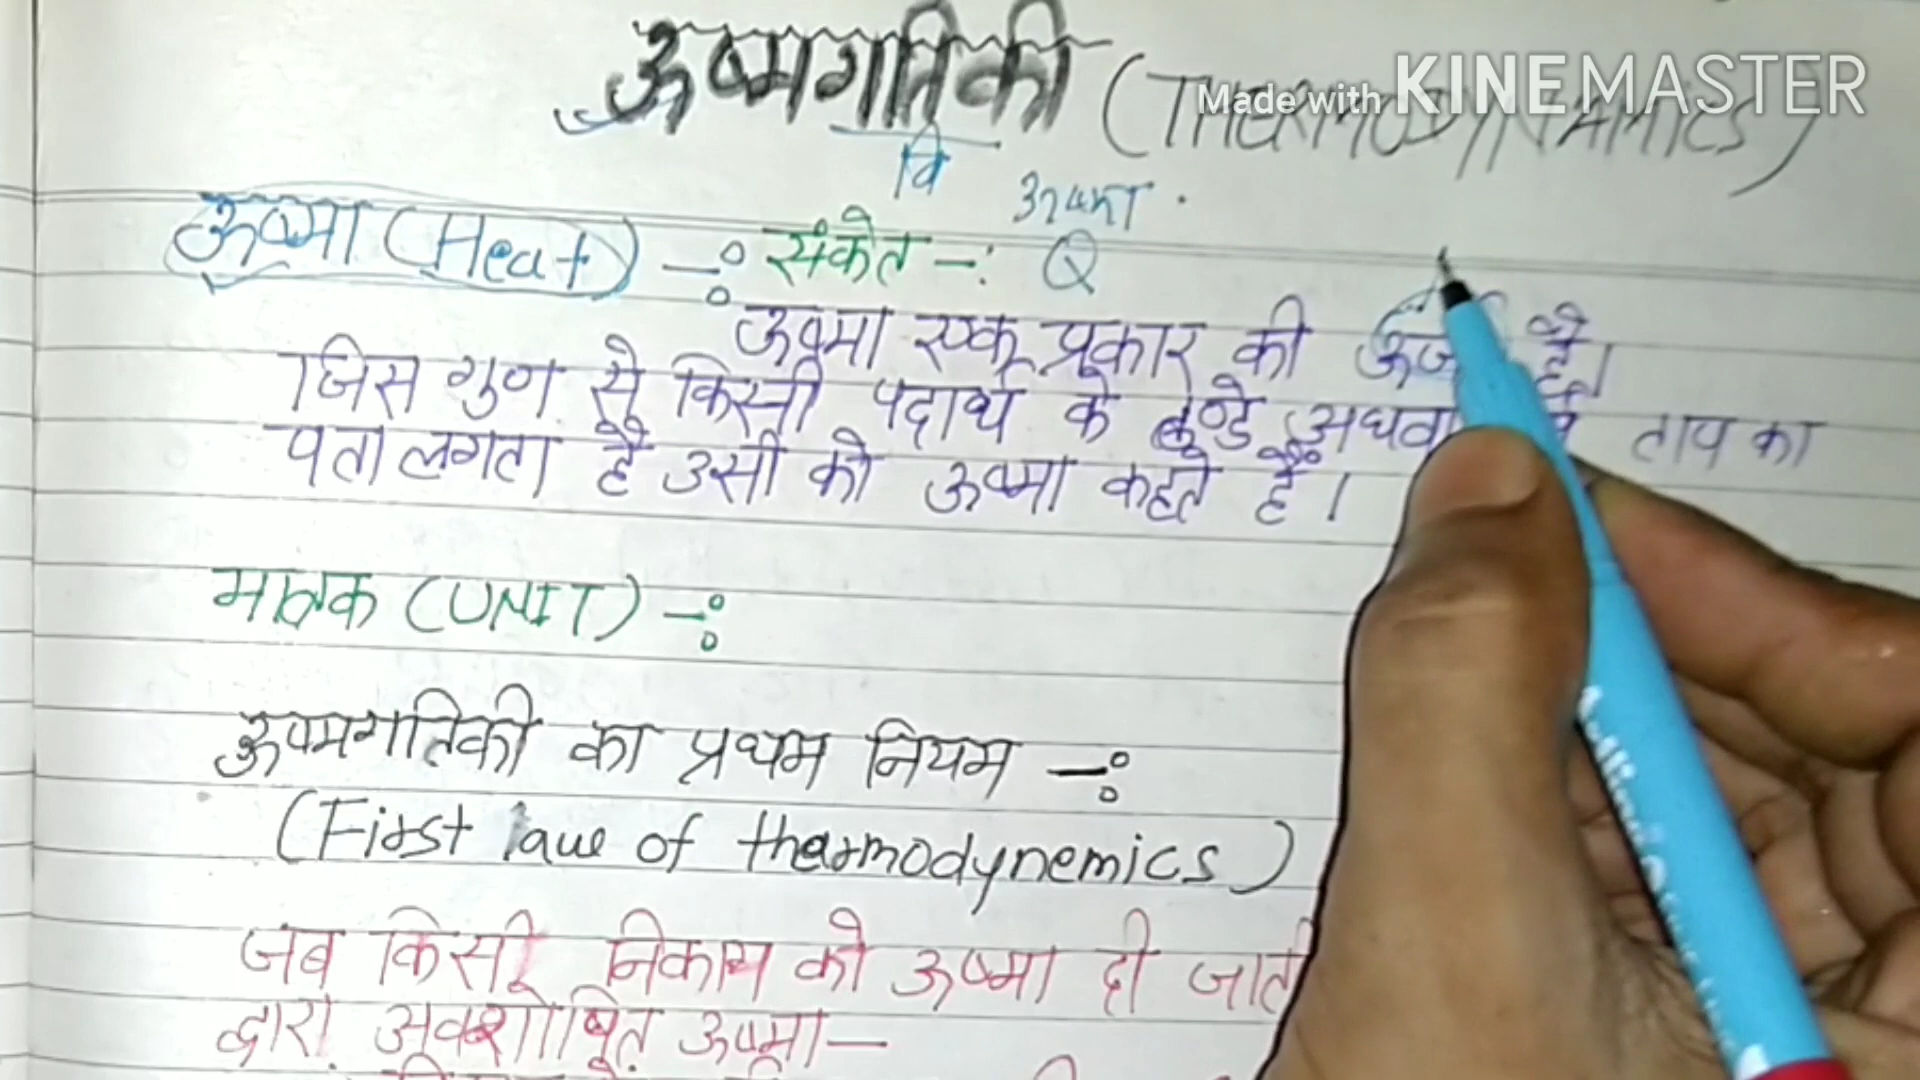 ऊष्मागतिकी (THERMODYNAMICS)
Made with KINEMASTER
वि
ऊष्मा (Heat) -: संकेत -: Q
ऊष्मा एक प्रकार की है।
जिस गुण से किसी पदार्थ के ठण्डे अथवा ताप का
पता लगता है उसी को ऊष्मा कहते हैं।
मात्रक (UNIT) -:
ऊष्मागतिकी का प्रथम नियम -:
(First law of thermodynemics)
जब किसी निकाय को ऊष्मा दी जाती
द्वारा अवशोषित ऊष्मा-